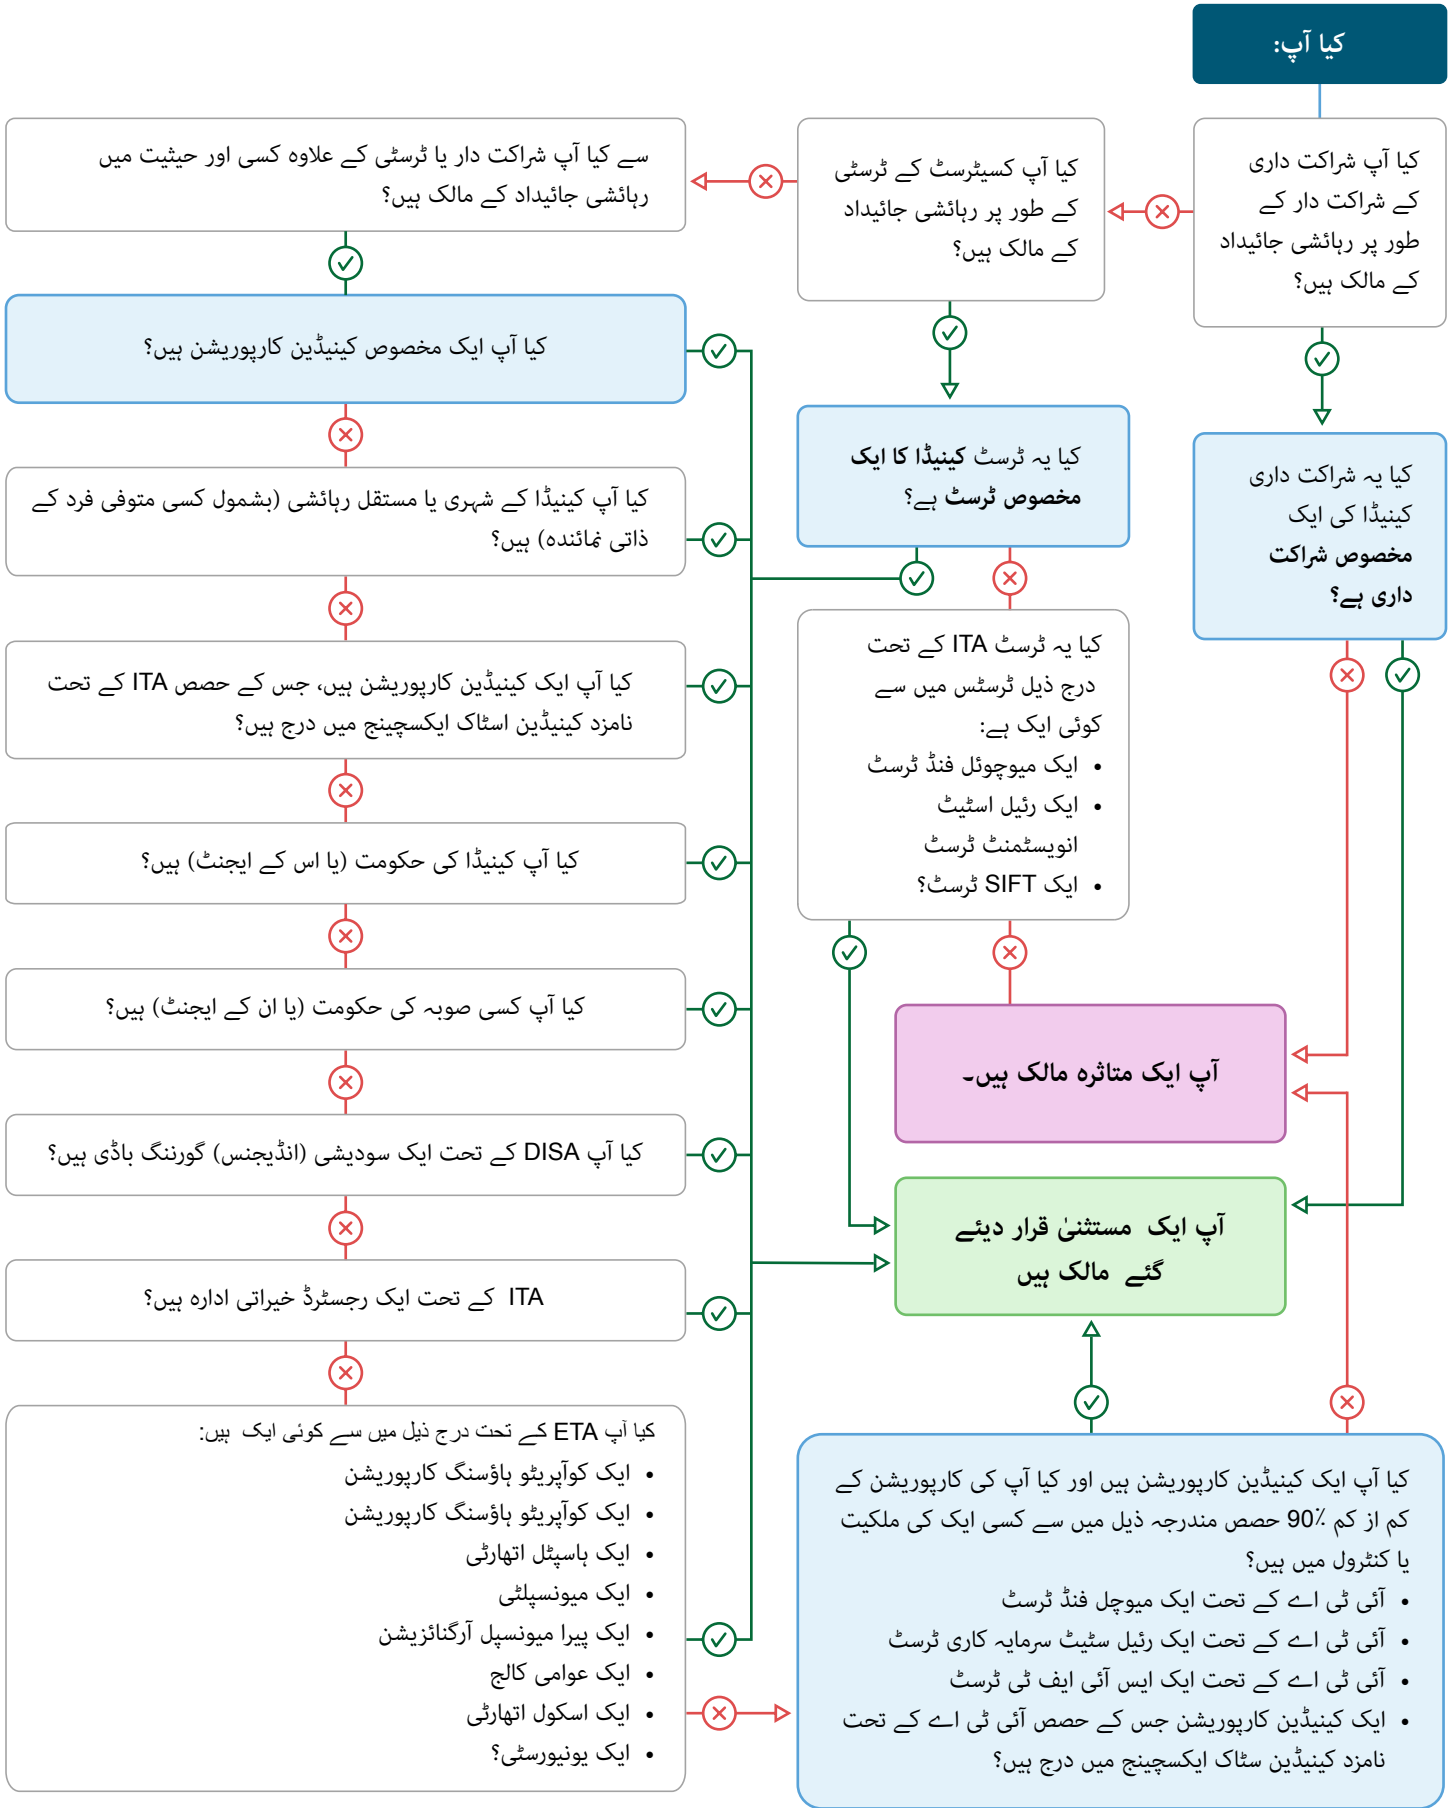 کیا آپ:
کیا آپ شراکت داری
کے شراکت دار کے
طور پر رہائشی جائیداد
کے مالک ہیں؟
کیا آپ کسیٹرسٹ کے ٹرسٹی
کے طور پر رہائشی جائیداد
کے مالک ہیں؟
سے کیا آپ شراکت دار یا ٹرسٹی کے علاوہ کسی اور حیثیت میں
رہائشی جائیداد کے مالک ہیں؟
کیا یہ شراکت داری
کینیڈا کی ایک
مخصوص شراکت
داری ہے؟
کیا یہ ٹرسٹ کینیڈا کا ایک
مخصوص ٹرسٹ ہے؟
کیا یہ ٹرسٹ ITA کے تحت
درج ذیل ٹرسٹس میں سے
کوئی ایک ہے:
• ایک میوچوئل فنڈ ٹرسٹ
• ایک رئیل اسٹیٹ
انویسٹمنٹ ٹرسٹ
• ایک SIFT ٹرسٹ؟
کیا آپ ایک مخصوص کینیڈین کارپوریشن ہیں؟
کیا آپ کینیڈا کے شہری یا مستقل رہائشی (بشمول کسی متوفی فرد کے
ذاتی نمائندہ) ہیں؟
کیا آپ ایک کینیڈین کارپوریشن ہیں، جس کے حصص ITA کے تحت
نامزد کینیڈین اسٹاک ایکسچینج میں درج ہیں؟
کیا آپ کینیڈا کی حکومت (یا اس کے ایجنٹ) ہیں؟
کیا آپ کسی صوبہ کی حکومت (یا ان کے ایجنٹ) ہیں؟
کیا آپ DISA کے تحت ایک سودیشی (انڈیجنس) گورننگ باڈی ہیں؟
ITA کے تحت ایک رجسٹرڈ خیراتی ادارہ ہیں؟
کیا آپ ETA کے تحت درج ذیل میں سے کوئی ایک ہیں:
• ایک کوآپریٹو ہاؤسنگ کارپوریشن
• ایک کوآپریٹو ہاؤسنگ کارپوریشن
• ایک ہاسپٹل اتھارٹی
• ایک میونسپلٹی
• ایک پیرا میونسپل آرگنائزیشن
• ایک عوامی کالج
• ایک اسکول اتھارٹی
• ایک یونیورسٹی؟
کیا آپ ایک کینیڈین کارپوریشن ہیں اور کیا آپ کی کارپوریشن کے
کم از کم 90٪ حصص مندرجہ ذیل میں سے کسی ایک کی ملکیت
یا کنٹرول میں ہیں؟
• آئی ٹی اے کے تحت ایک میوچل فنڈ ٹرسٹ
• آئی ٹی اے کے تحت ایک رئیل سٹیٹ سرمایہ کاری ٹرسٹ
• آئی ٹی اے کے تحت ایک ایس آئی ایف ٹی ٹرسٹ
• ایک کینیڈین کارپوریشن جس کے حصص آئی ٹی اے کے تحت
نامزد کینیڈین سٹاک ایکسچینج میں درج ہیں؟
آپ ایک متاثرہ مالک ہیں۔
آپ ایک مستثنیٰ قرار دیئے
گئے مالک ہیں